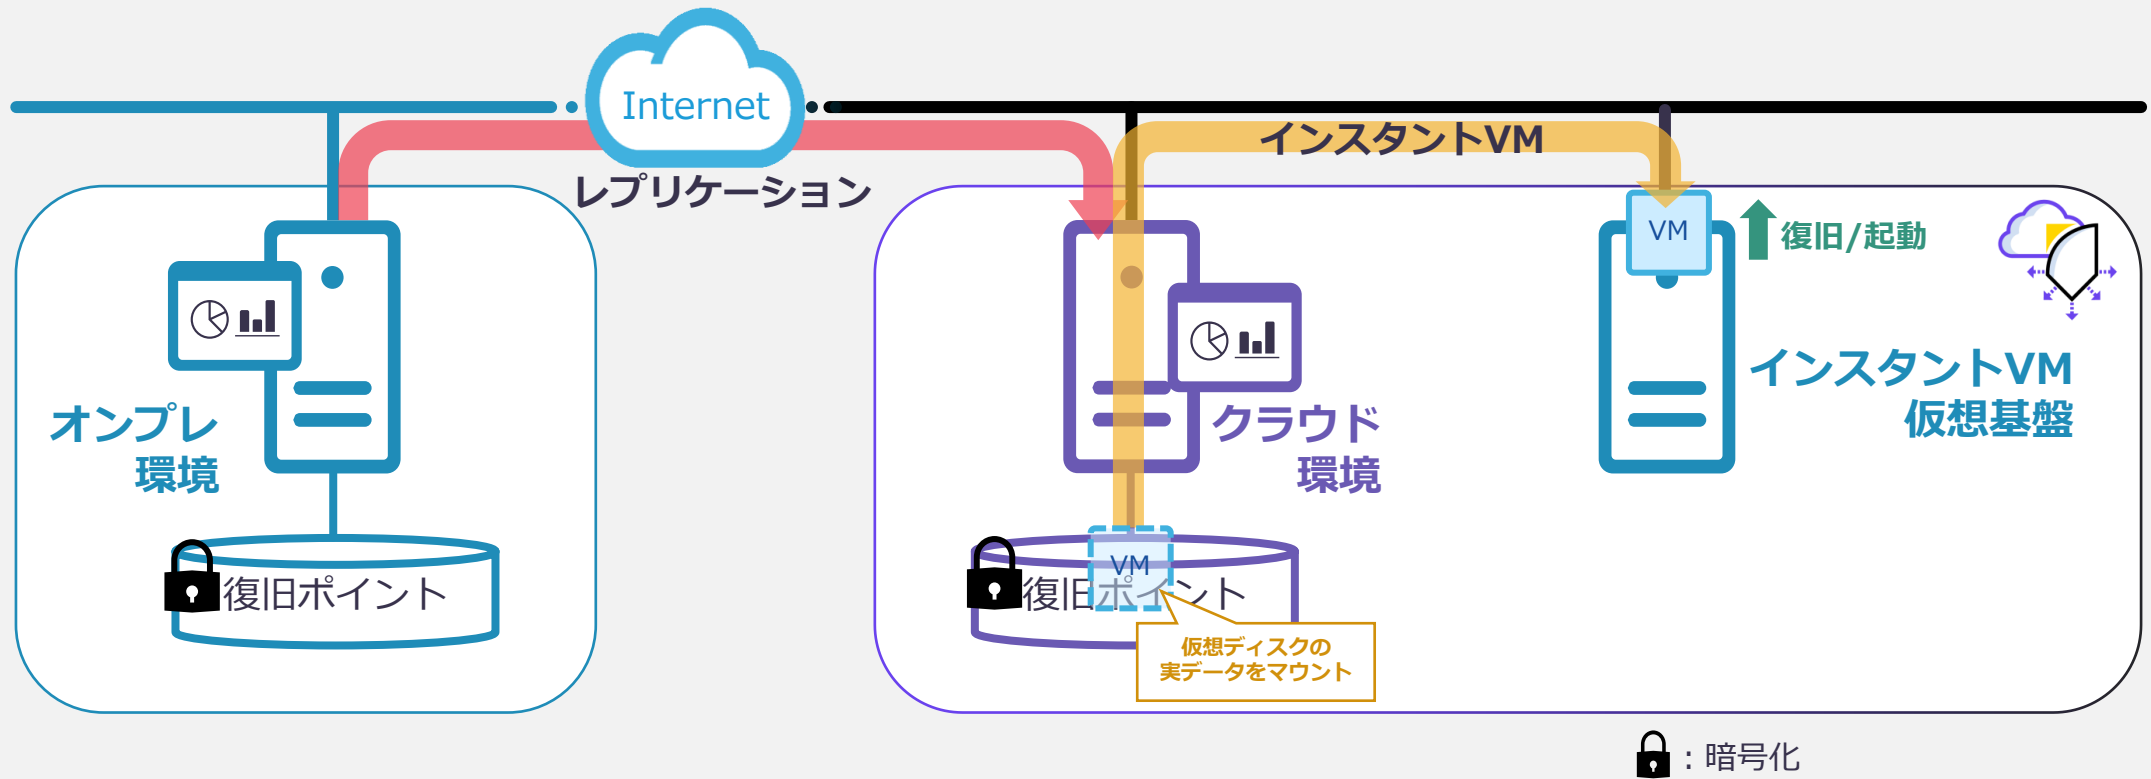 Internet
レプリケーション
インスタントVM
VM
復旧/起動
オンプレ
環境
クラウド
環境
インスタントVM
仮想基盤
復旧ポイント
VM
復旧ポイント
仮想ディスクの
実データをマウント
：暗号化